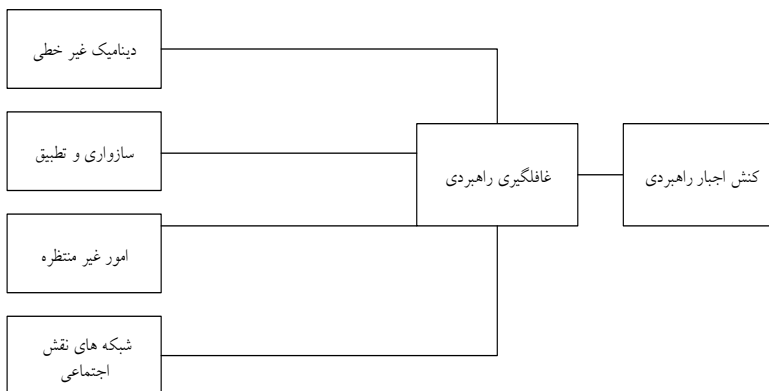 دینامیک غیر خطی
سازواری و تطبیق
غافلگیری راهبردی
کنش اجبار راهبردی
امور غیر منتظره
شبکه های نقش
اجتماعی